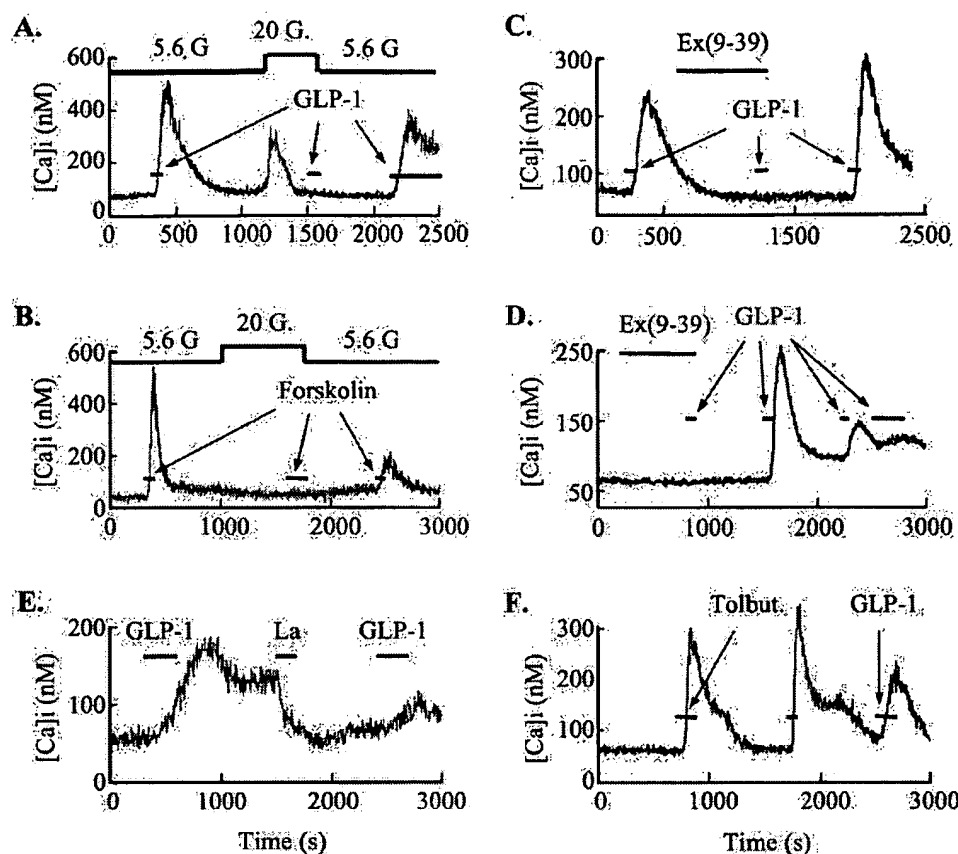 A.
5.6 G 20 G. 5.6 G
GLP-1
[Ca]i (nM)
600
400
200
0
0 500 1000 1500 2000 2500
C.
Ex(9-39)
GLP-1
[Ca]i (nM)
300
200
100
0 500 1500 2500
B.
5.6 G 20 G. 5.6 G
Forskolin
[Ca]i (nM)
600
400
200
0
0 1000 2000 3000
D.
Ex(9-39) GLP-1
[Ca]i (nM)
250
150
50
0 1000 2000 3000
E.
GLP-1 La GLP-1
[Ca]i (nM)
200
100
0
0 1000 2000 3000
Time (s)
F.
Tolbut. GLP-1
[Ca]i (nM)
300
200
100
0
0 1000 2000 3000
Time (s)